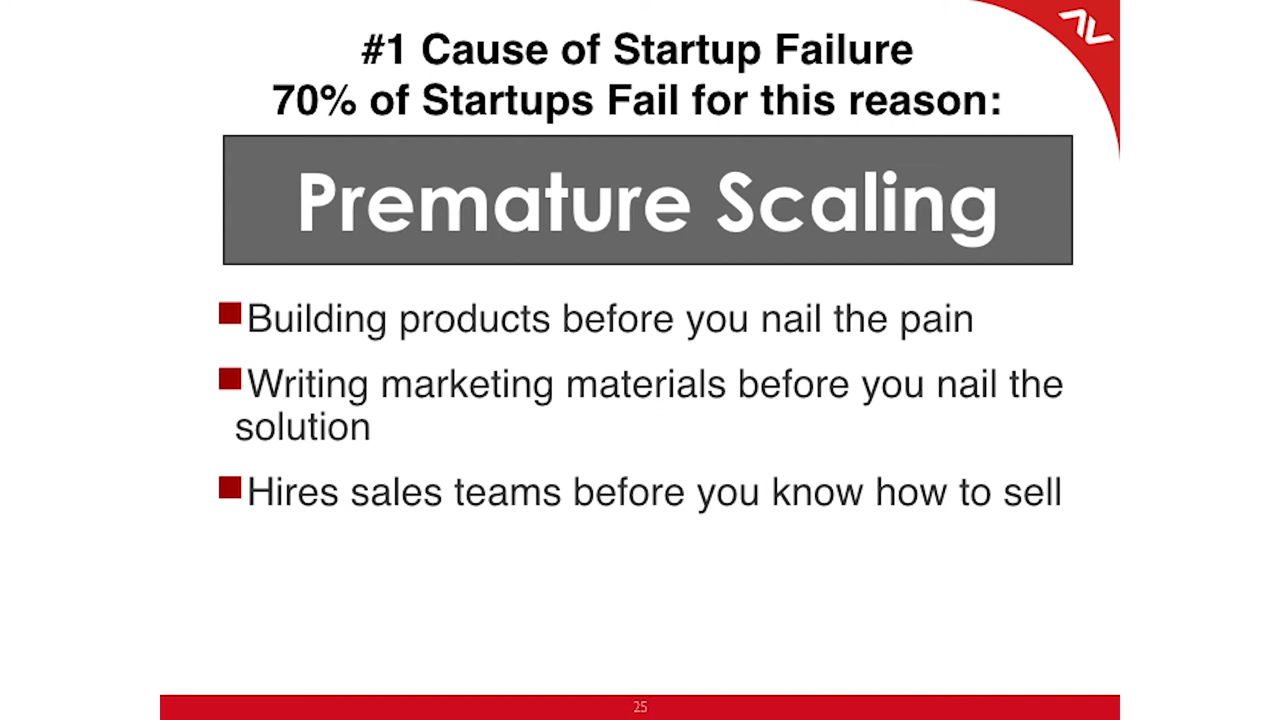 #1 Cause of Startup Failure
70% of Startups Fail for this reason:
Premature Scaling
Building products before you nail the pain
Writing marketing materials before you nail the
solution
Hires sales teams before you know how to sell
25